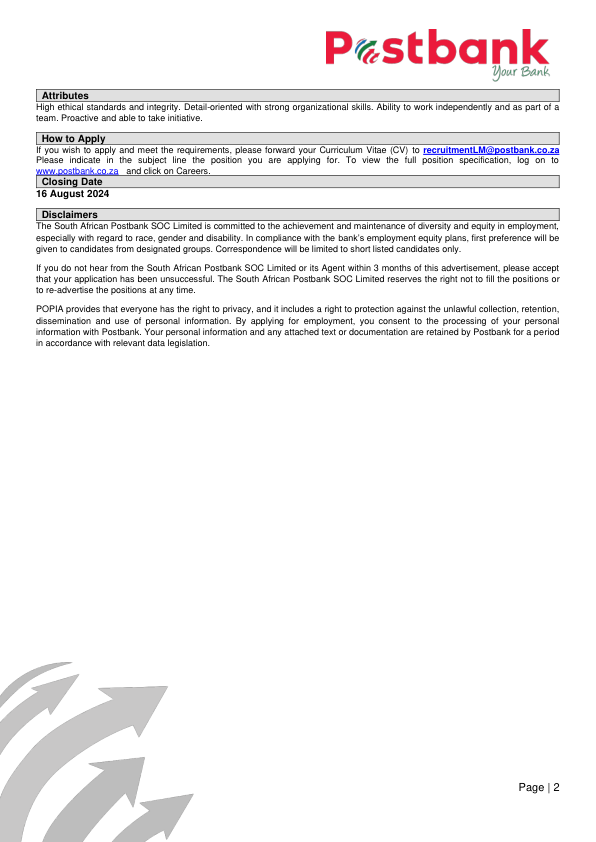 Postbank
Your Bank
Attributes
High ethical standards and integrity. Detail-oriented with strong organizational skills. Ability to work independently and as part of a
team. Proactive and able to take initiative.
How to Apply
If you wish to apply and meet the requirements, please forward your Curriculum Vitae (CV) to recruitmentLM@postbank.co.za
Please indicate in the subject line the position you are applying for. To view the full position specification, log on to
www.postbank.co.za and click on Careers.
Closing Date
16 August 2024
Disclaimers
The South African Postbank SOC Limited is committed to the achievement and maintenance of diversity and equity in employment,
especially with regard to race, gender and disability. In compliance with the bank's employment equity plans, first preference will be
given to candidates from designated groups. Correspondence will be limited to short listed candidates only.
If you do not hear from the South African Postbank SOC Limited or its Agent within 3 months of this advertisement, please accept
that your application has been unsuccessful. The South African Postbank SOC Limited reserves the right not to fill the positions or
to re-advertise the positions at any time.
POPIA provides that everyone has the right to privacy, and it includes a right to protection against the unlawful collection, retention,
dissemination and use of personal information. By applying for employment, you consent to the processing of your personal
information with Postbank. Your personal information and any attached text or documentation are retained by Postbank for a period
in accordance with relevant data legislation.
Page | 2